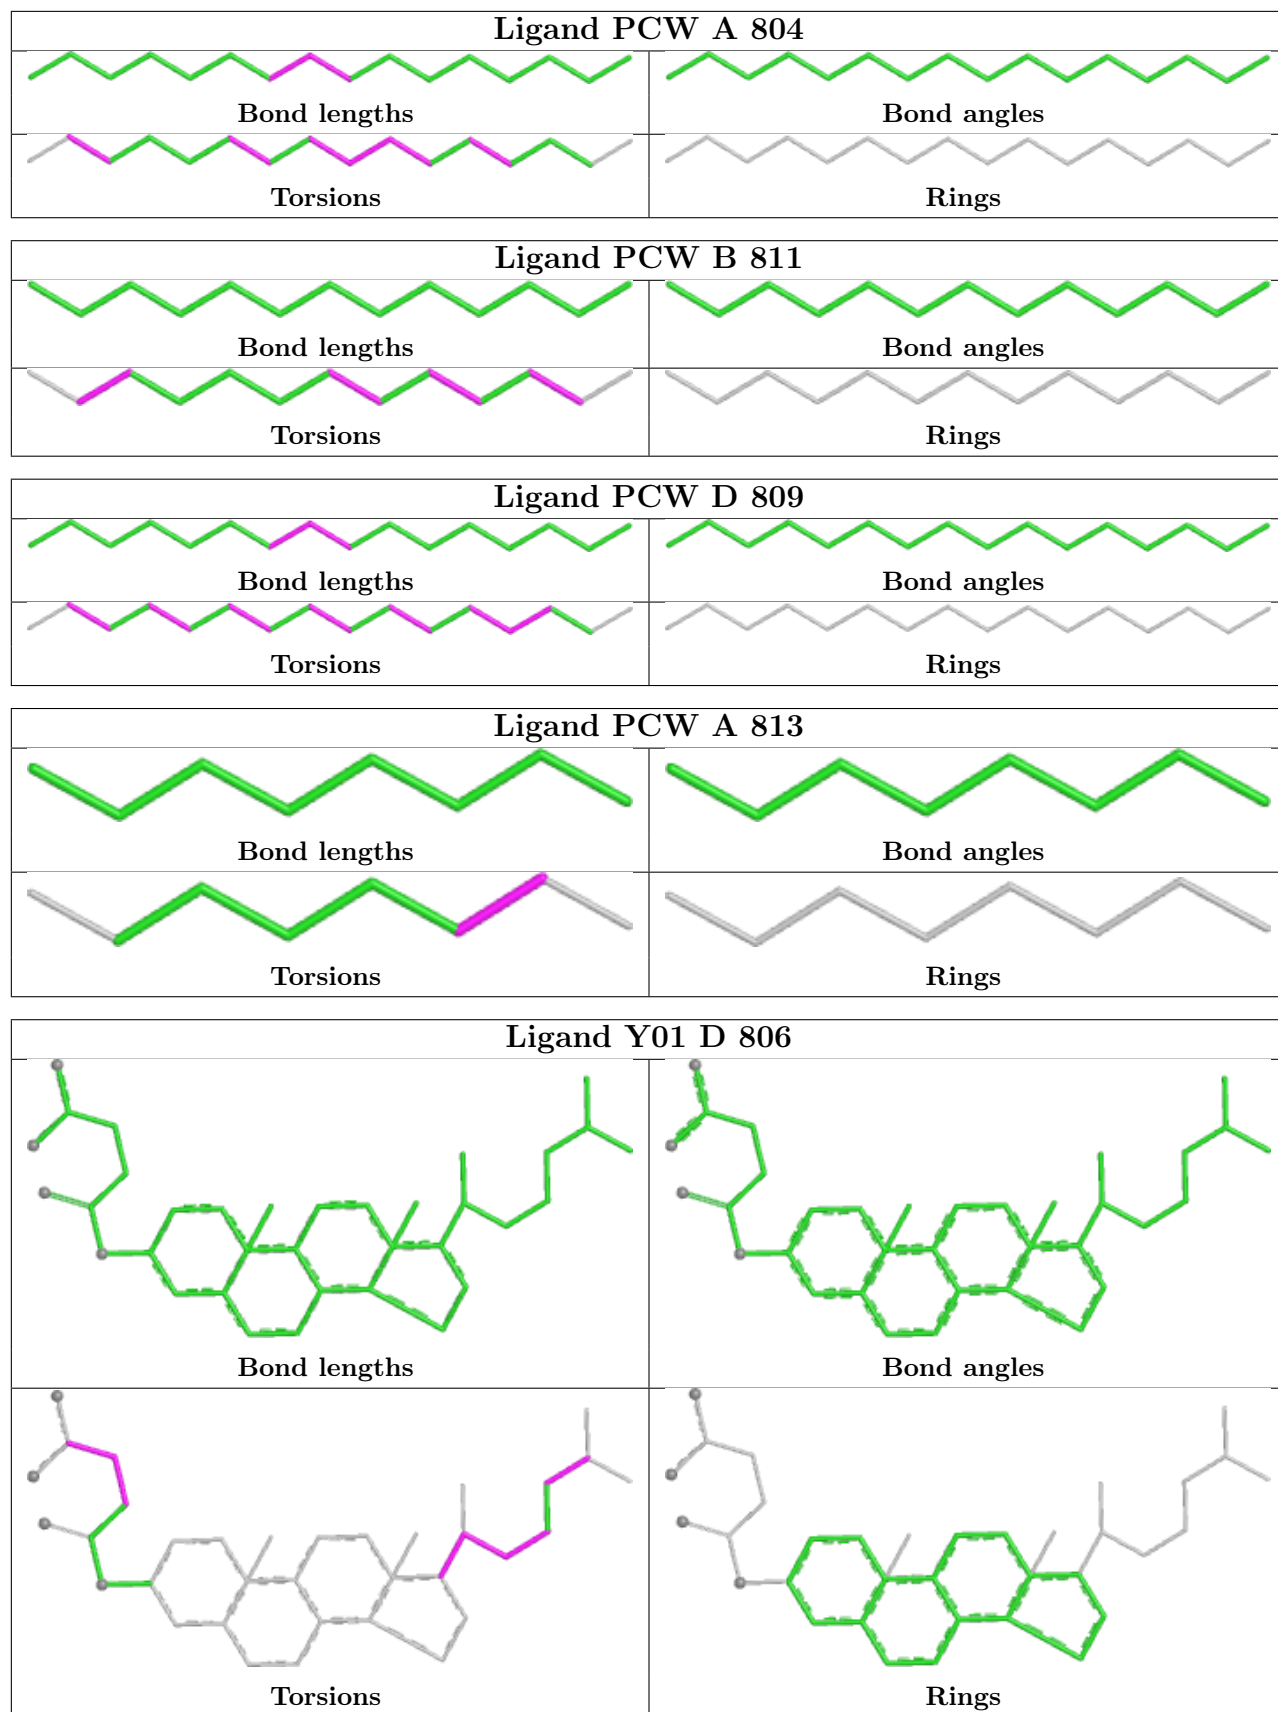 Ligand PCW A 804
Bond lengths
Bond angles
Torsions
Rings
Ligand PCW B 811
Bond lengths
Bond angles
Torsions
Rings
Ligand PCW D 809
Bond lengths
Bond angles
Torsions
Rings
Ligand PCW A 813
Bond lengths
Bond angles
Torsions
Rings
Ligand Y01 D 806
Bond lengths
Bond angles
Torsions
Rings